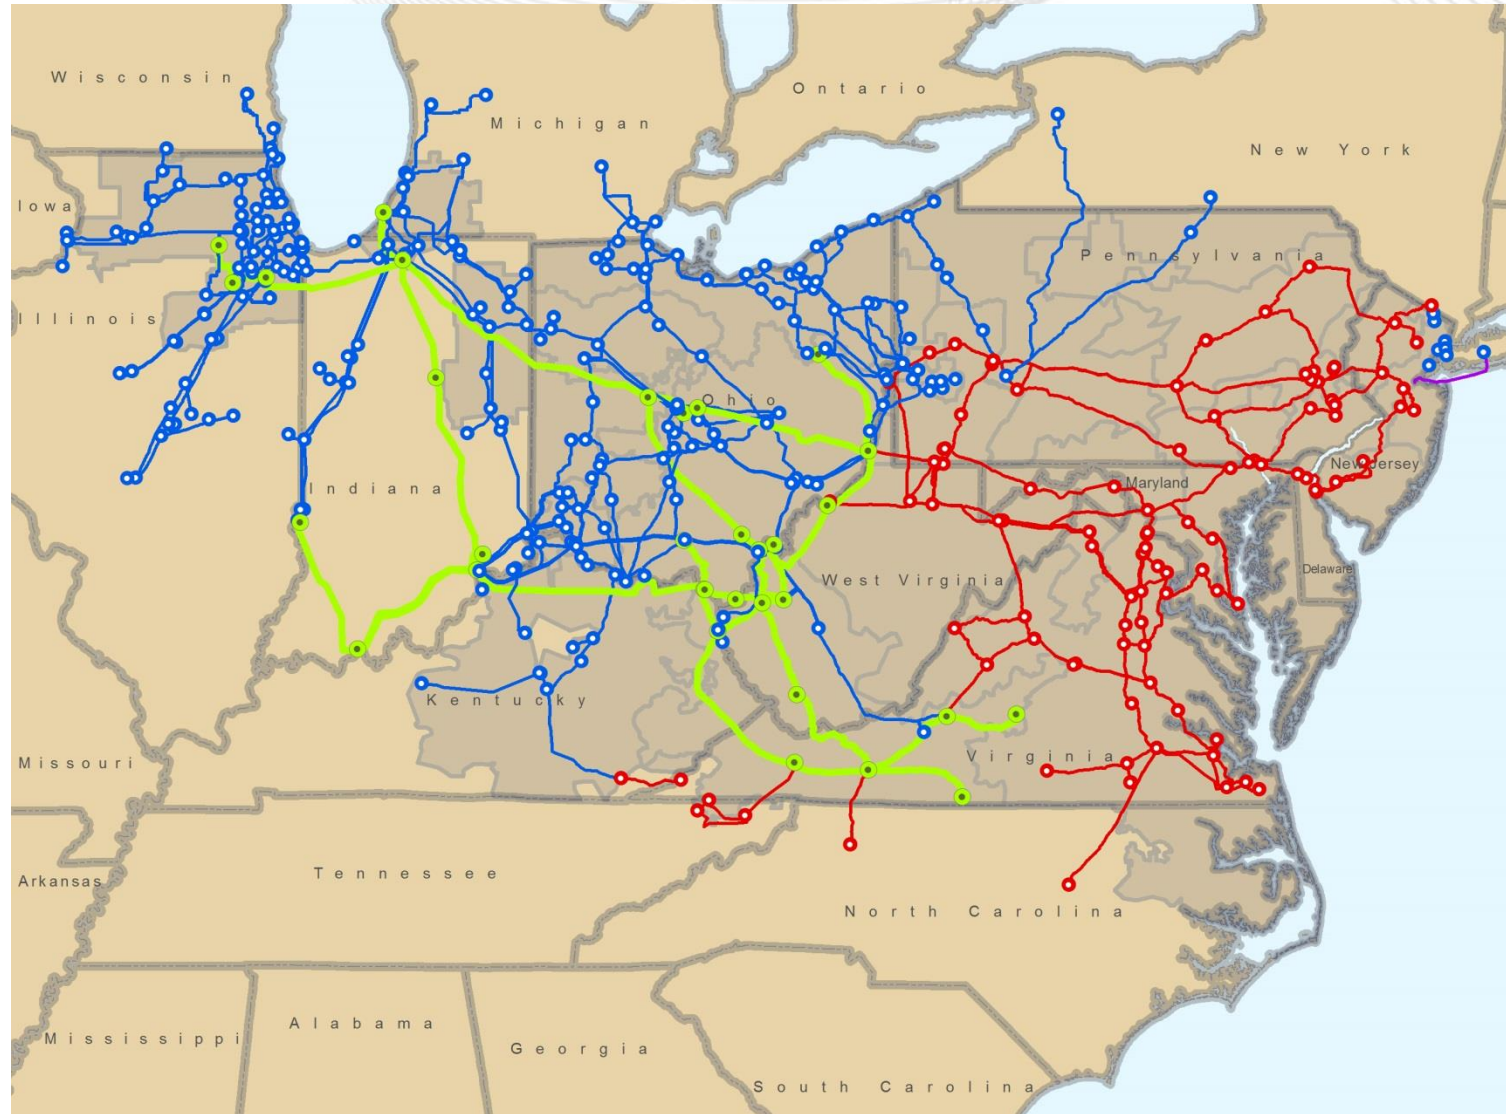 Wisconsin
Ontario
Michigan
New York
Iowa
Pennsylvania
Illinois
Ohio
New Jersey
Maryland
Indiana
Delaware
West Virginia
Kentucky
Virginia
Missouri
Tennessee
Arkansas
North Carolina
Alabama
Mississippi
Georgia
South Carolina